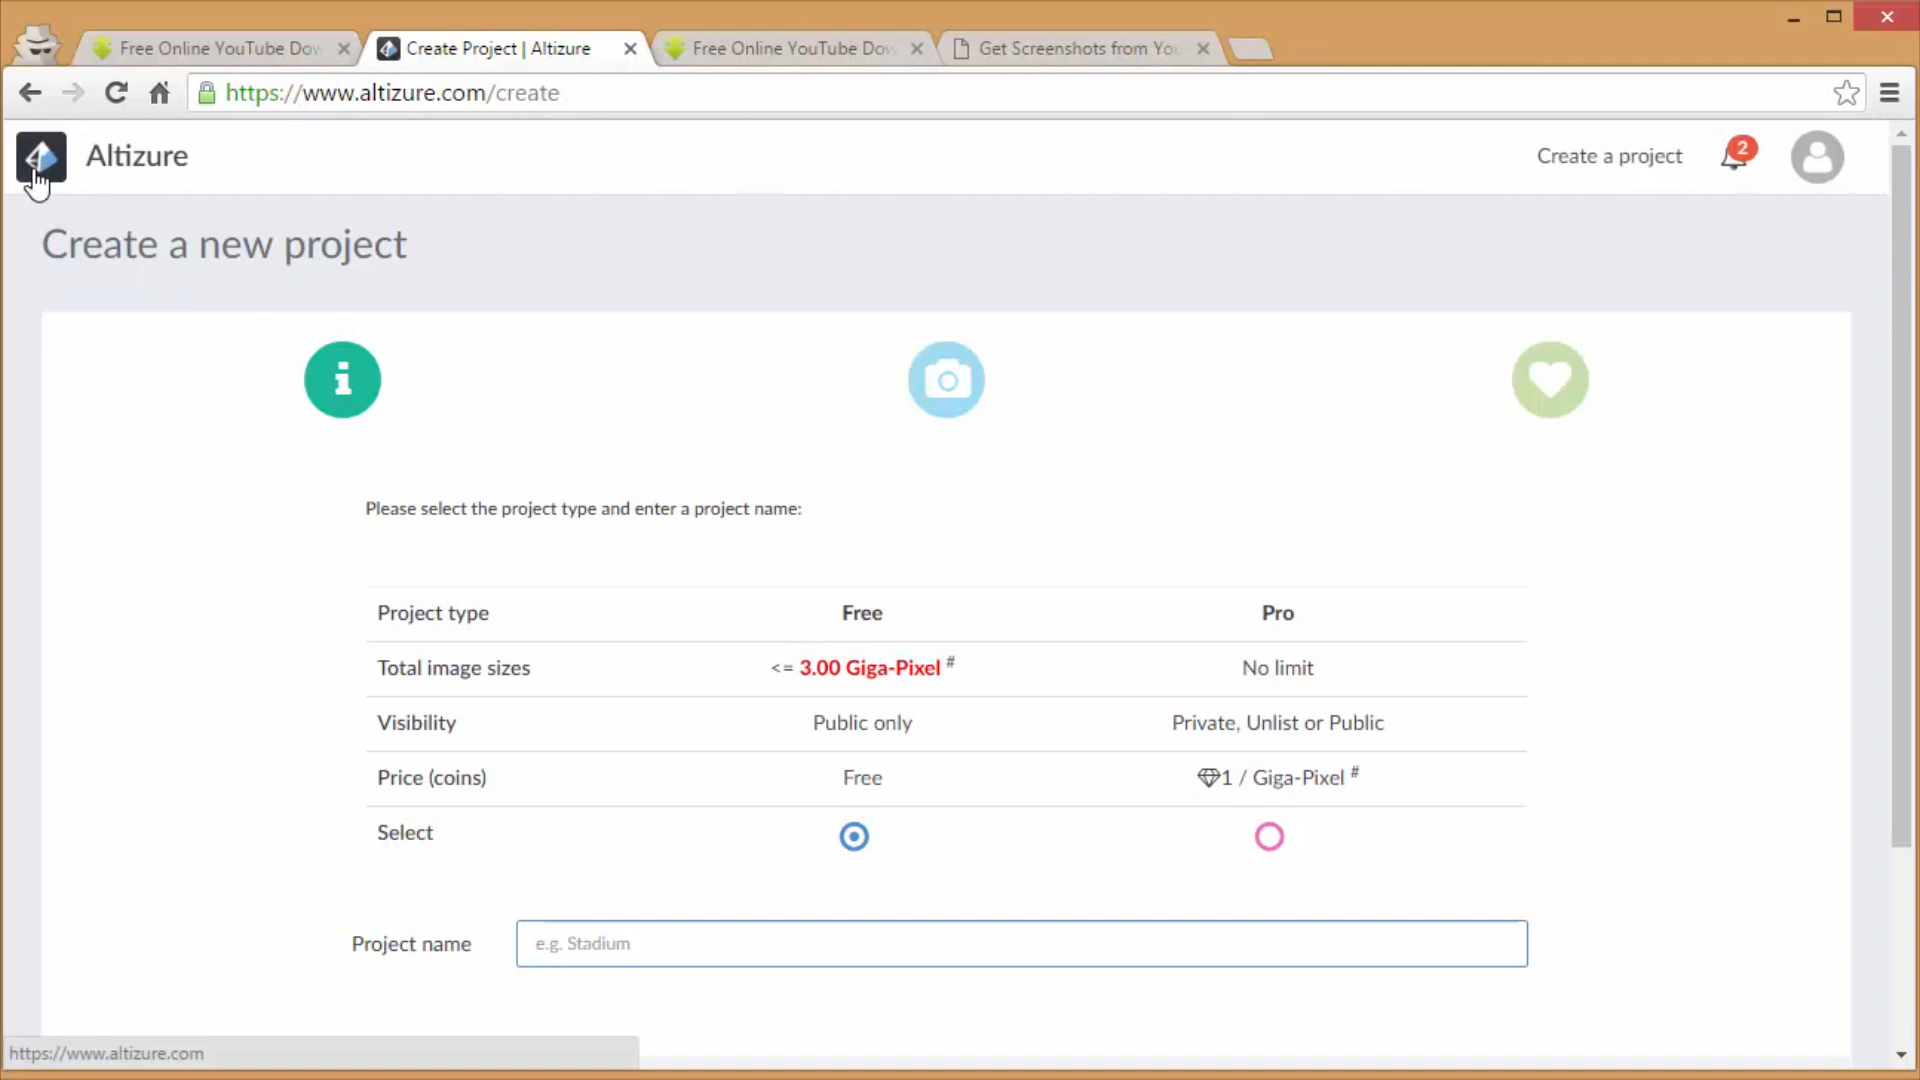 Free Online YouTube Dow
Create Project | Altizure
Free Online YouTube Dow
Get Screenshots from You
https://www.altizure.com/create
Altizure
Create a project
2
Create a new project
Please select the project type and enter a project name:
Project type Free Pro
Total image sizes <= 3.00 Giga-Pixel # No limit
Visibility Public only Private, Unlist or Public
Price (coins) Free 1 / Giga-Pixel #
Select
Project name e.g. Stadium
https://www.altizure.com